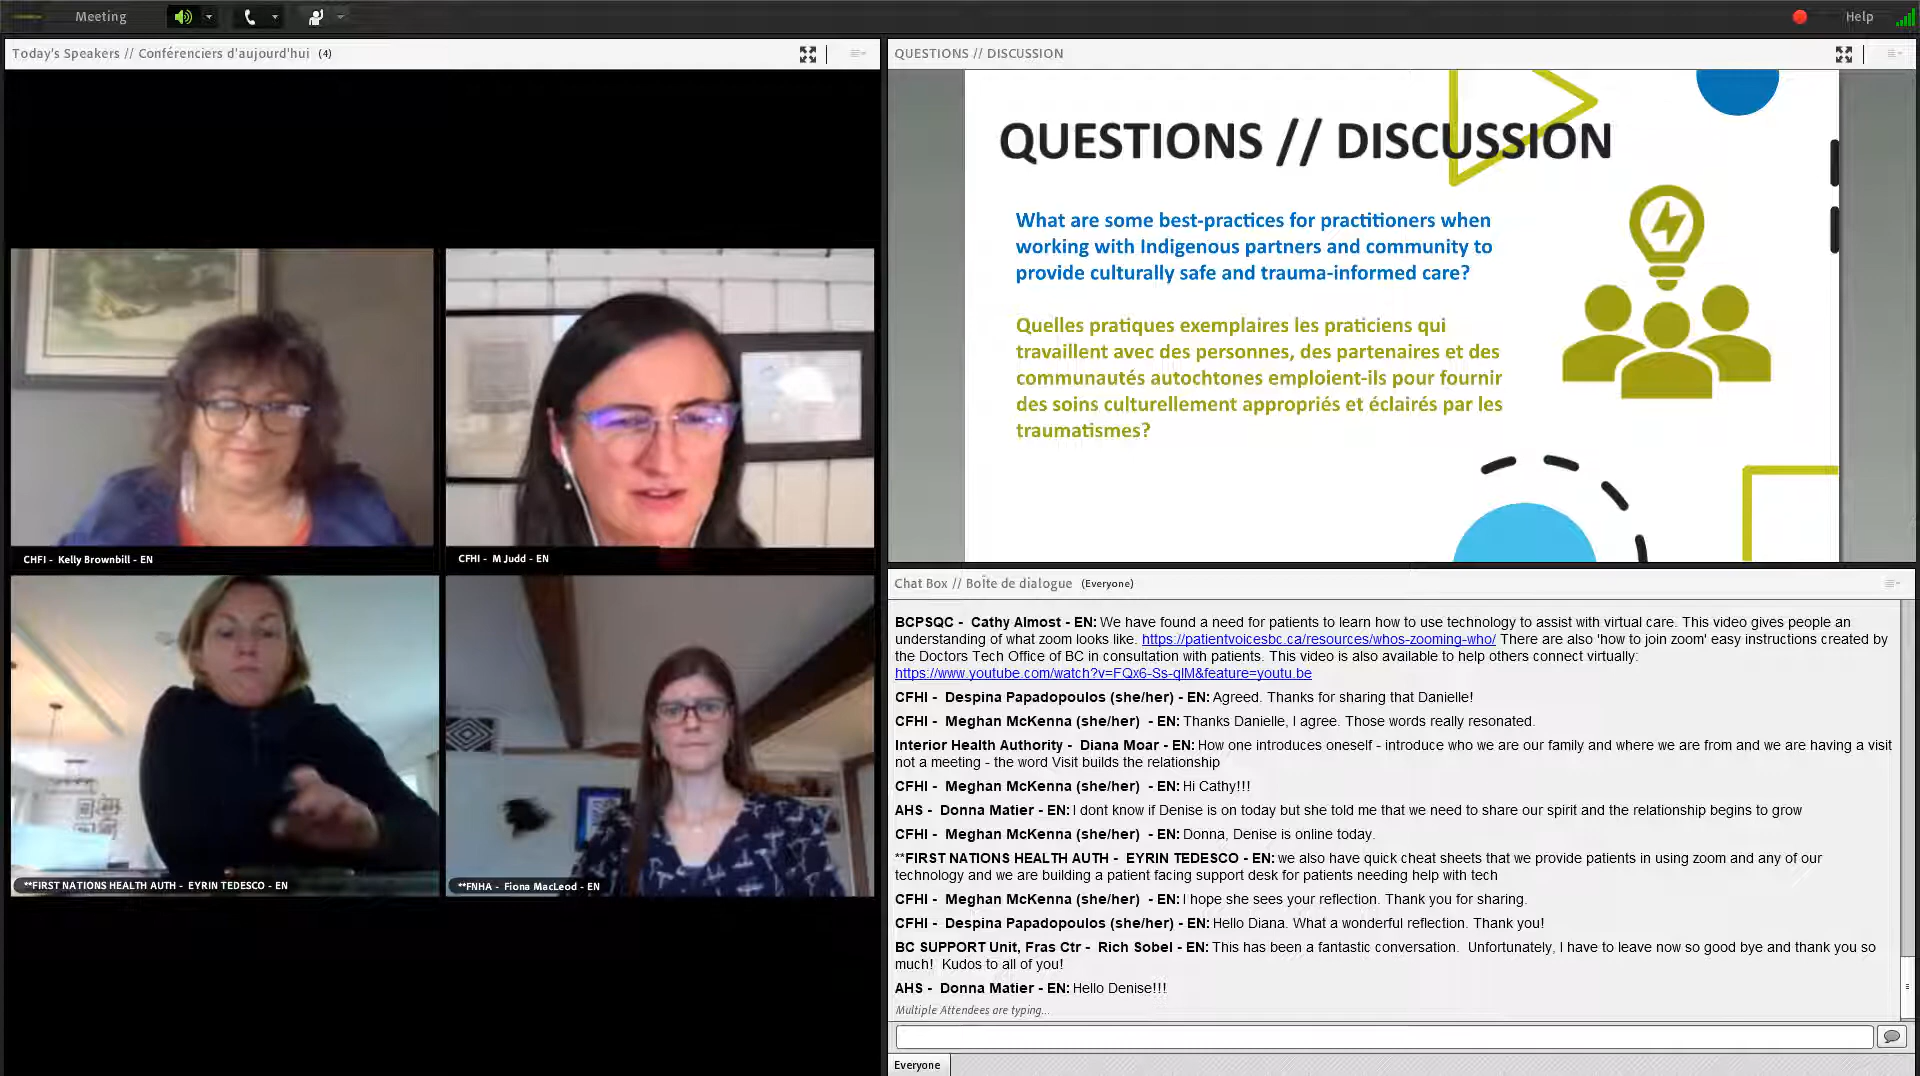 Meeting
Help
Today's Speakers // Conférenciers d'aujourd'hui (4)
CHFI - Kelly Brownbill - EN
CFHI - M Judd - EN
**FIRST NATIONS HEALTH AUTH - EYRIN TEDESCO - EN
**FNHA - Fiona MacLeod - EN
QUESTIONS // DISCUSSION
QUESTIONS // DISCUSSION
What are some best-practices for practitioners when
working with Indigenous partners and community to
provide culturally safe and trauma-informed care?
Quelles pratiques exemplaires les praticiens qui
travaillent avec des personnes, des partenaires et des
communautés autochtones emploient-ils pour fournir
des soins culturellement appropriés et éclairés par les
traumatismes?
Chat Box // Boîte de dialogue (Everyone)
BCPSQC - Cathy Almost - EN: We have found a need for patients to learn how to use technology to assist with virtual care. This video gives people an
understanding of what zoom looks like. https://patientvoicesbc.ca/resources/whos-zooming-who/ There are also 'how to join zoom' easy instructions created by
the Doctors Tech Office of BC in consultation with patients. This video is also available to help others connect virtually:
https://www.youtube.com/watch?v=FQx6-Ss-qlM&feature=youtu.be
CFHI - Despina Papadopoulos (she/her) - EN: Agreed. Thanks for sharing that Danielle!
CFHI - Meghan McKenna (she/her) - EN: Thanks Danielle, I agree. Those words really resonated.
Interior Health Authority - Diana Moar - EN: How one introduces oneself - introduce who we are our family and where we are from and we are having a visit
not a meeting - the word Visit builds the relationship
CFHI - Meghan McKenna (she/her) - EN: Hi Cathy!!!
AHS - Donna Matier - EN: I dont know if Denise is on today but she told me that we need to share our spirit and the relationship begins to grow
CFHI - Meghan McKenna (she/her) - EN: Donna, Denise is online today.
**FIRST NATIONS HEALTH AUTH - EYRIN TEDESCO - EN: we also have quick cheat sheets that we provide patients in using zoom and any of our
technology and we are building a patient facing support desk for patients needing help with tech
CFHI - Meghan McKenna (she/her) - EN: I hope she sees your reflection. Thank you for sharing.
CFHI - Despina Papadopoulos (she/her) - EN: Hello Diana. What a wonderful reflection. Thank you!
BC SUPPORT Unit, Fras Ctr - Rich Sobel - EN: This has been a fantastic conversation. Unfortunately, I have to leave now so good bye and thank you so
much! Kudos to all of you!
AHS - Donna Matier - EN: Hello Denise!!!
Multiple Attendees are typing...
Everyone